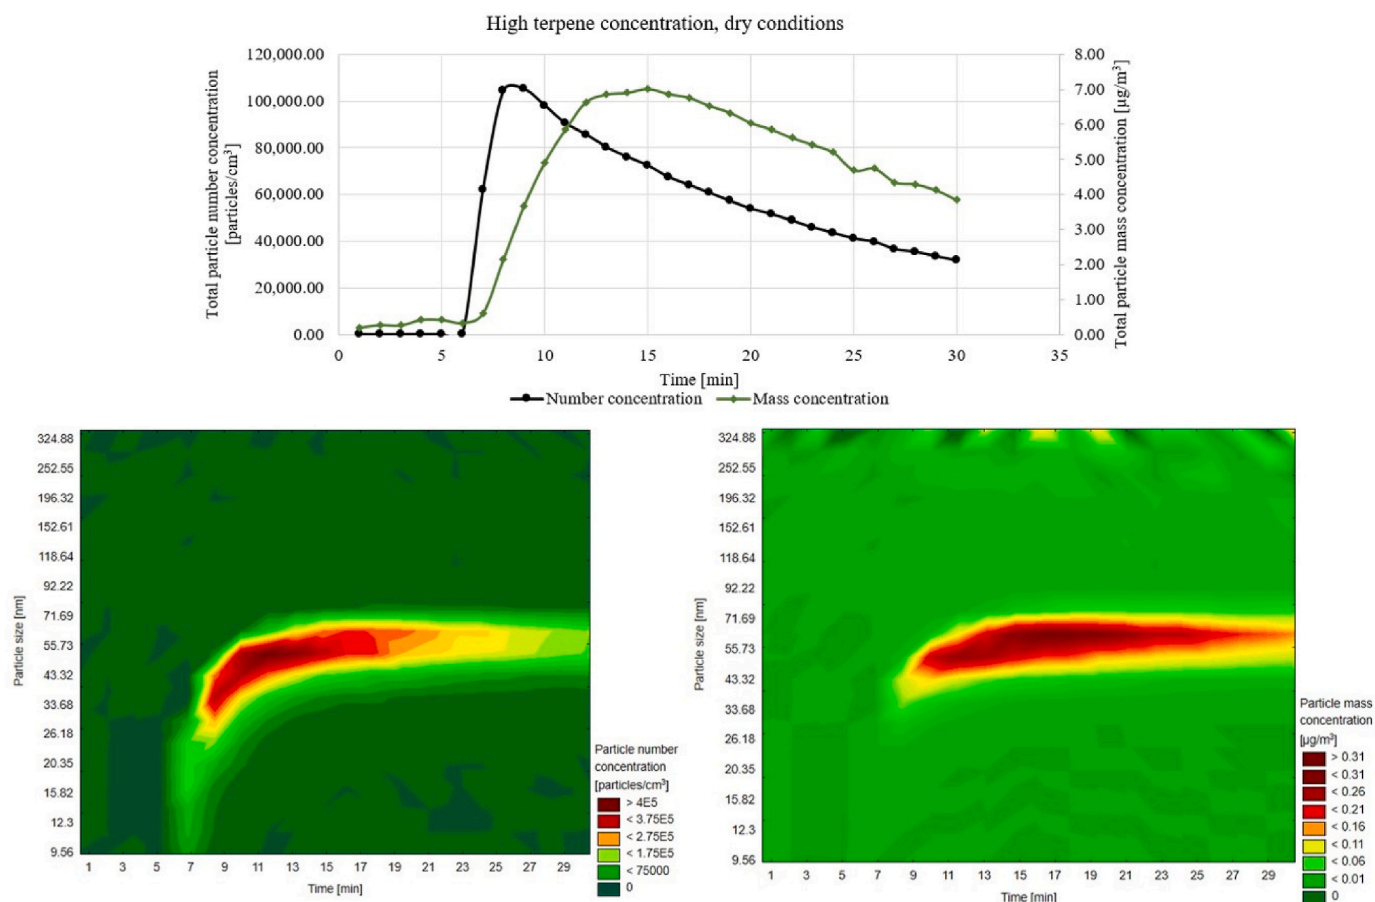 High terpene concentration, dry conditions
Total particle number concentration
[particles/cm³]
120,000.00
100,000.00
80,000.00
60,000.00
40,000.00
20,000.00
0.00
8.00
7.00
6.00
5.00
4.00
3.00
2.00
1.00
0.00
Total particle mass concentration [µg/m³]
0 5 10 15 20 25 30 35
Time [min]
Number concentration Mass concentration
Particle size [nm]
324.88
252.55
196.32
152.61
118.64
92.22
71.69
55.73
43.32
33.68
26.18
20.35
15.82
12.3
9.56
1 3 5 7 9 11 13 15 17 19 21 23 25 27 29
Time [min]
Particle number
concentration
[particles/cm³]
> 4E5
< 3.75E5
< 2.75E5
< 1.75E5
< 75000
0
Particle size [nm]
324.88
252.55
196.32
152.61
118.64
92.22
71.69
55.73
43.32
33.68
26.18
20.35
15.82
12.3
9.56
1 3 5 7 9 11 13 15 17 19 21 23 25 27 29
Time [min]
Particle mass
concentration
[µg/m³]
> 0.31
< 0.31
< 0.26
< 0.21
< 0.16
< 0.11
< 0.06
< 0.01
0